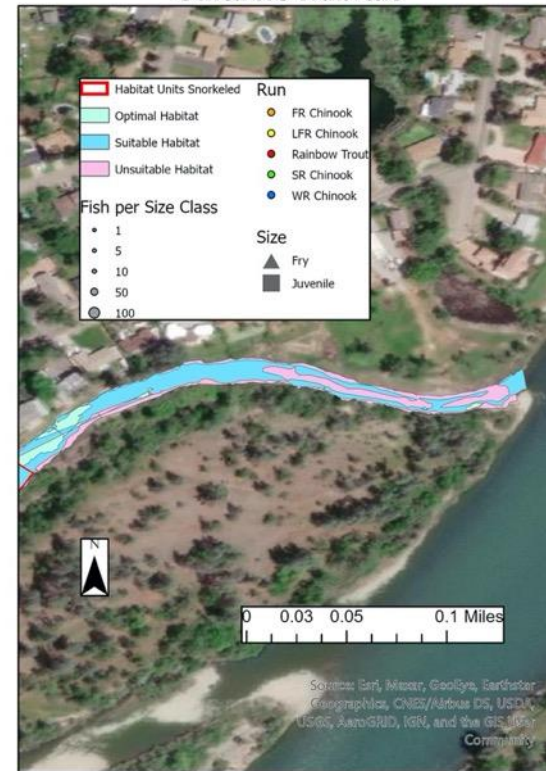 Habitat Units Snorkeled
Optimal Habitat
Suitable Habitat
Unsuitable Habitat
Fish per Size Class
1
5
10
50
100
Run
FR Chinook
LFR Chinook
Rainbow Trout
SR Chinook
WR Chinook
Size
Fry
Juvenile
N
0 0.03 0.05 0.1 Miles
Source: Esri, Maxar, GeoEye, Earthstar
Geographics, CNES/Airbus DS, USDA,
USGS, AeroGRID, IGN, and the GIS User
Community